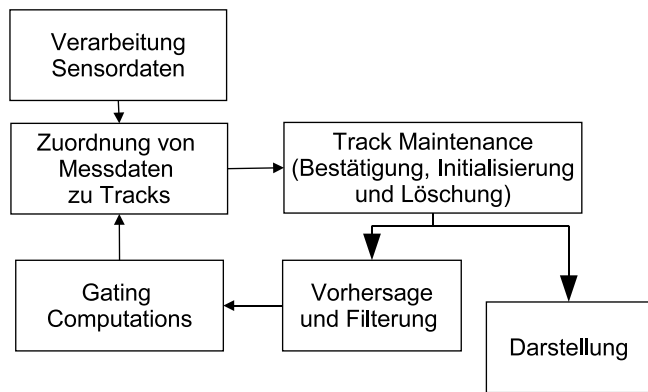 Verarbeitung
Sensordaten
Zuordnung von
Messdaten
zu Tracks
Track Maintenance
(Bestätigung, Initialisierung
und Löschung)
Gating
Computations
Vorhersage
und Filterung
Darstellung